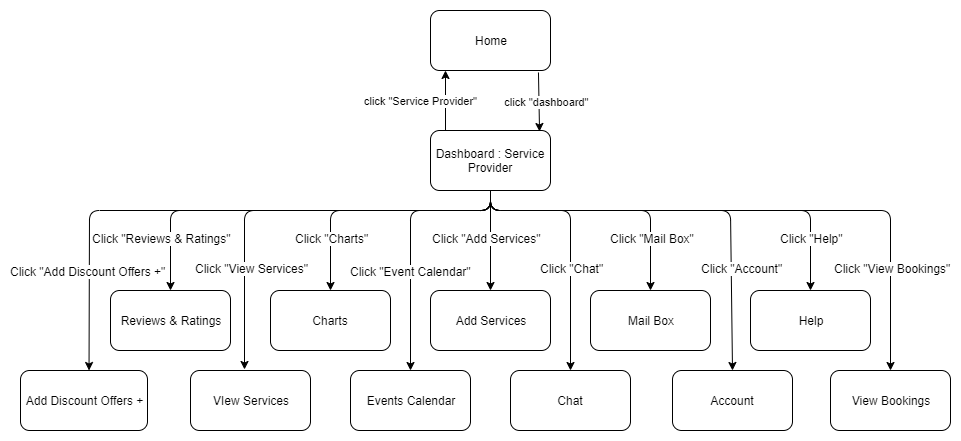 Home
click "Service Provider"
click "dashboard"
Dashboard : Service
Provider
Click "Reviews & Ratings"
Click "Charts"
Click "Add Services"
Click "Mail Box"
Click "Help"
Click "Add Discount Offers +"
Click "View Services"
Click "Event Calendar"
Click "Chat"
Click "Account"
Click "View Bookings"
Reviews & Ratings
Charts
Add Services
Mail Box
Help
Add Discount Offers +
VIew Services
Events Calendar
Chat
Account
View Bookings